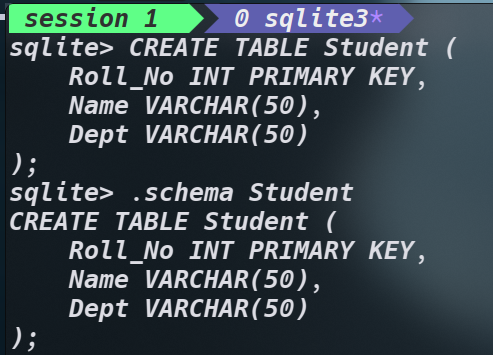 session 1 0 sqlite3*
sqlite> CREATE TABLE Student (
    Roll_No INT PRIMARY KEY,
    Name VARCHAR(50),
    Dept VARCHAR(50)
);
sqlite> .schema Student
CREATE TABLE Student (
    Roll_No INT PRIMARY KEY,
    Name VARCHAR(50),
    Dept VARCHAR(50)
);